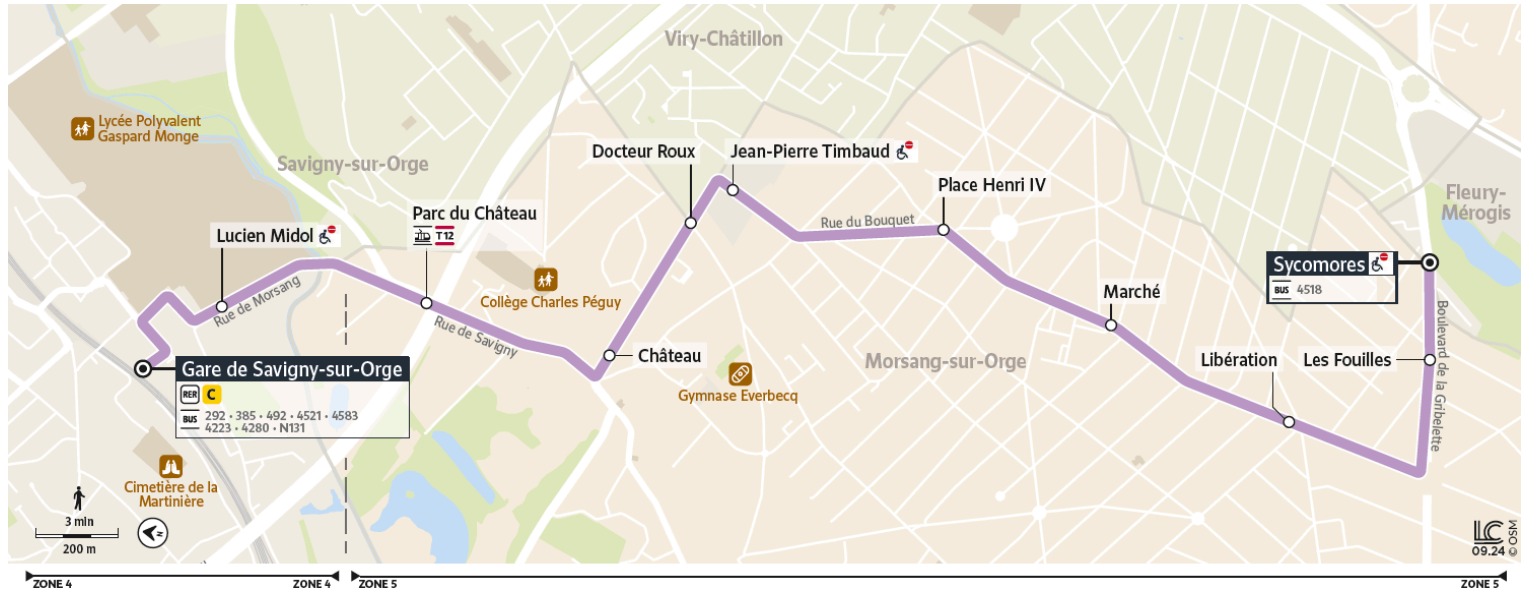 Viry-Châtillon
Lycée Polyvalent
Gaspard Monge
Savigny-sur-Orge
Docteur Roux
Jean-Pierre Timbaud
Place Henri IV
Fleury-
Mérogis
Parc du Château
T12
Rue du Bouquet
Lucien Midol
Sycomores
BUS 4518
Rue de Morsang
Collège Charles Péguy
Marché
Rue de Savigny
Château
Boulevard de la Gribelette
Gare de Savigny-sur-Orge
RER C
BUS 292 • 385 • 492 • 4521 • 4583
4223 • 4280 • N131
Morsang-sur-Orge
Libération
Les Fouilles
Gymnase Everbecq
Cimetière de la
Martinière
3 min
200 m
N
LC
09.24
© OSM
ZONE 4
ZONE 4
ZONE 5
ZONE 5